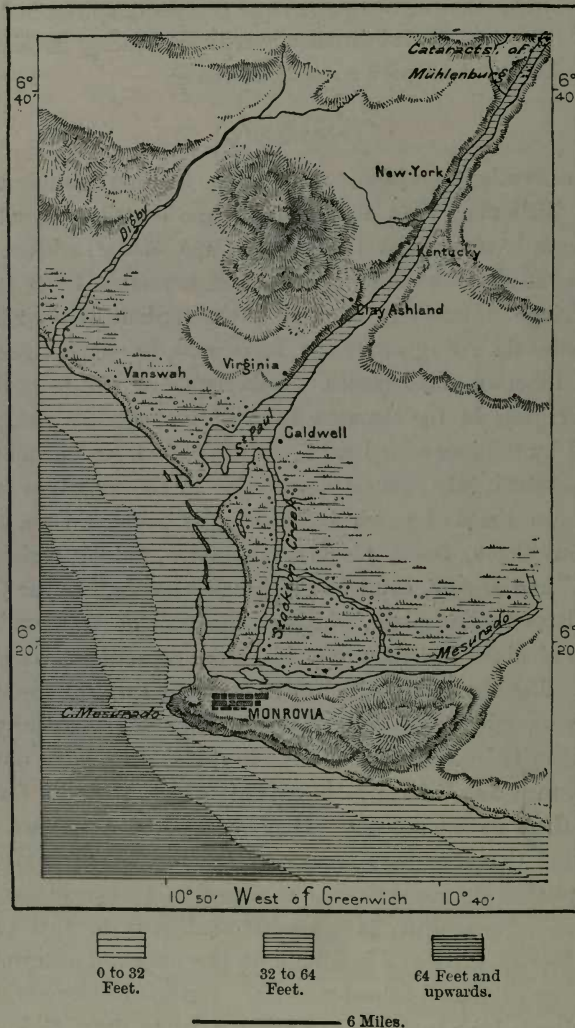 Cataracts of
Mühlenburg
6°
40'
6°
40'
New-York
Digby
Kentucky
Clay Ashland
Virginia
Vanswah
St Paul
Caldwell
Stockton Creek
6°
20'
Mesurado
6°
20'
C. Mesurado
MONROVIA
10° 50' West of Greenwich 10° 40'
0 to 32
Feet.
32 to 64
Feet.
64 Feet and
upwards.
6 Miles.